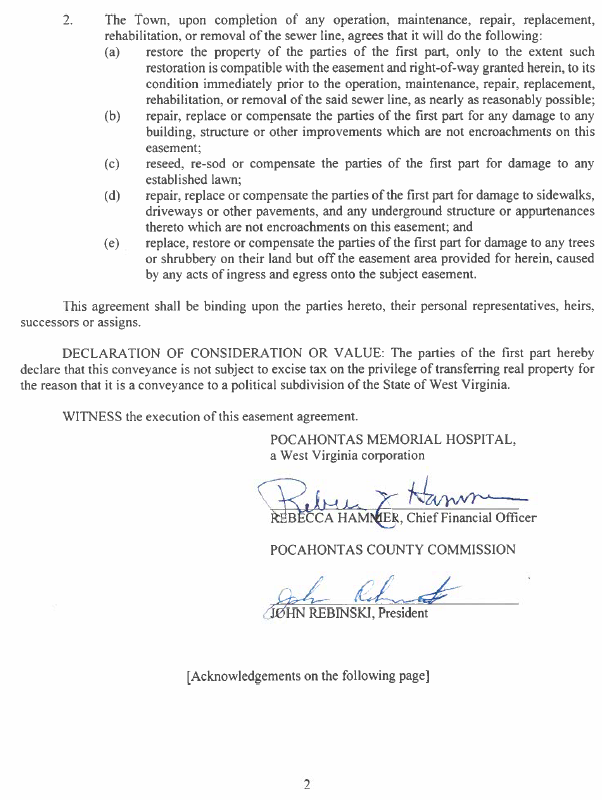 2. The Town, upon completion of any operation, maintenance, repair, replacement,
rehabilitation, or removal of the sewer line, agrees that it will do the following:
(a) restore the property of the parties of the first part, only to the extent such
restoration is compatible with the easement and right-of-way granted herein, to its
condition immediately prior to the operation, maintenance, repair, replacement,
rehabilitation, or removal of the said sewer line, as nearly as reasonably possible;
(b) repair, replace or compensate the parties of the first part for any damage to any
building, structure or other improvements which are not encroachments on this
easement;
(c) reseed, re-sod or compensate the parties of the first part for damage to any
established lawn;
(d) repair, replace or compensate the parties of the first part for damage to sidewalks,
driveways or other pavements, and any underground structure or appurtenances
thereto which are not encroachments on this easement; and
(e) replace, restore or compensate the parties of the first part for damage to any trees
or shrubbery on their land but off the easement area provided for herein, caused
by any acts of ingress and egress onto the subject easement.
This agreement shall be binding upon the parties hereto, their personal representatives, heirs,
successors or assigns.
DECLARATION OF CONSIDERATION OR VALUE: The parties of the first part hereby
declare that this conveyance is not subject to excise tax on the privilege of transferring real property for
the reason that it is a conveyance to a political subdivision of the State of West Virginia.
WITNESS the execution of this easement agreement.
POCAHONTAS MEMORIAL HOSPITAL,
a West Virginia corporation
REBECCA HAMMER, Chief Financial Officer
POCAHONTAS COUNTY COMMISSION
John
JOHN REBINSKI, President
[Acknowledgements on the following page]
2